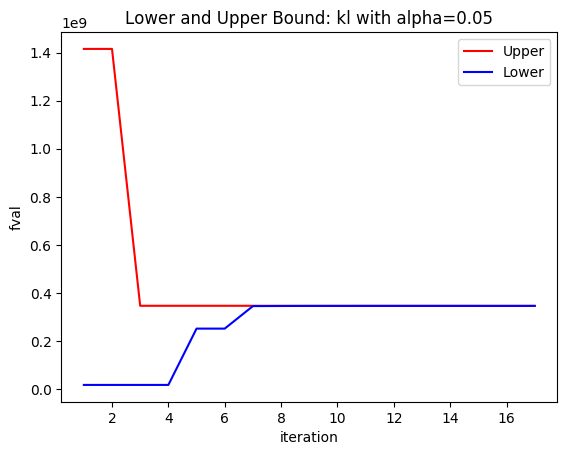 Lower and Upper Bound: kl with alpha=0.05
1e9
Upper
Lower
1.4
1.2
1.0
0.8
0.6
0.4
0.2
0.0
fval
2 4 6 8 10 12 14 16
iteration